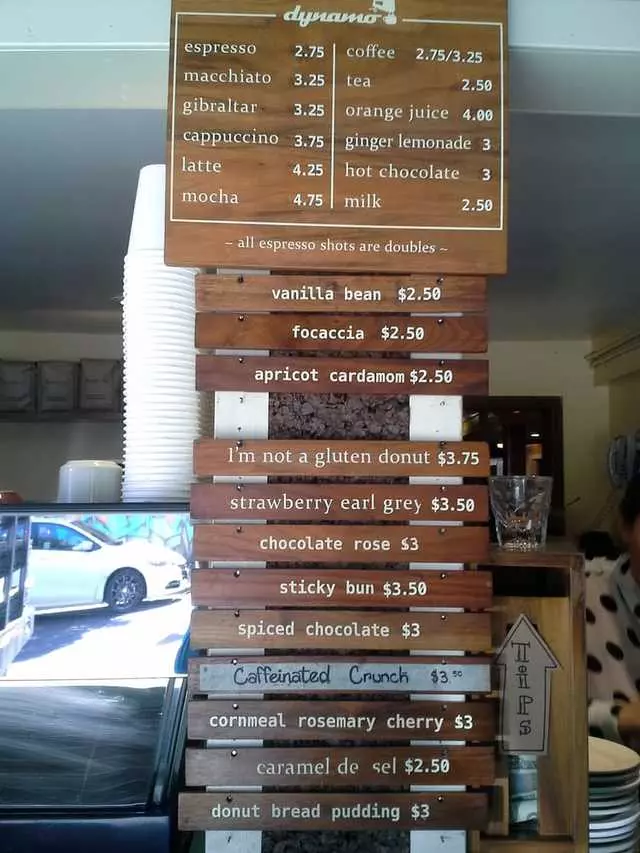 dynamo
espresso 2.75
macchiato 3.25
gibraltar 3.25
cappuccino 3.75
latte 4.25
mocha 4.75
coffee 2.75/3.25
tea 2.50
orange juice 4.00
ginger lemonade 3
hot chocolate 3
milk 2.50
~ all espresso shots are doubles ~
vanilla bean $2.50
focaccia $2.50
apricot cardamom $2.50
I'm not a gluten donut $3.75
strawberry earl grey $3.50
chocolate rose $3
sticky bun $3.50
spiced chocolate $3
Caffeinated Crunch $3.50
cornmeal rosemary cherry $3
caramel de sel $2.50
donut bread pudding $3
TiPS